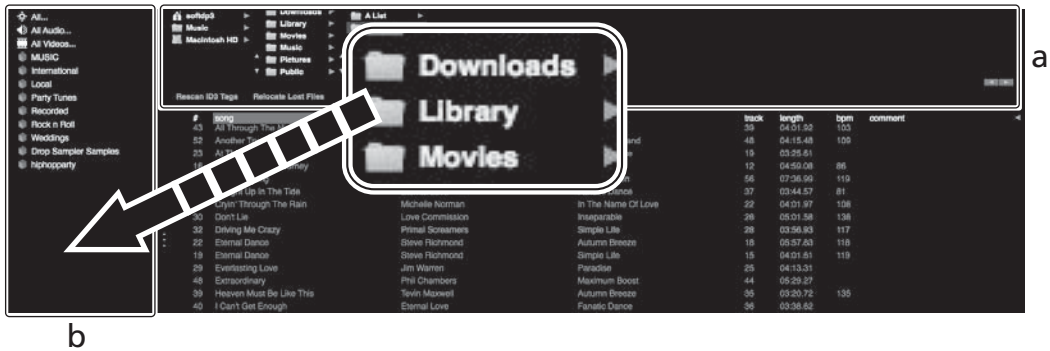 All...
All Audio...
All Videos...
MUSIC
International
Local
Party Tunes
Recorded
Rock n Roll
Weddings
Drop Sampler Samples
hiphopparty
softdp3
Music
Macintosh HD
Downloads
Library
Movies
Music
Pictures
Public
A List
Rescan ID3 Tags Relocate Lost Files
Downloads
Library
Movies
a
# song track length bpm comment
43 All Through The 39 04:01.92 103
52 Another 48 04:15.48 109
23 19 03:25.61
12 04:59.08 86
56 07:36.99 119
Up In The Tide Dance 37 03:44.57 81
Cryin' Through The Rain Michelle Norman In The Name Of Love 22 04:01.97 108
30 Don't Lie Love Commission Inseparable 26 05:01.58 138
32 Driving Me Crazy Primal Screamers Simple Life 28 03:56.93 117
22 Eternal Dance Steve Richmond Autumn Breeze 18 05:57.83 118
19 Eternal Dance Steve Richmond Simple Life 15 04:01.61 119
29 Everlasting Love Jim Warren Paradise 25 04:13.31
48 Extraordinary Phil Chambers Maximum Boost 44 05:29.27
39 Heaven Must Be Like This Tevin Maxwell Autumn Breeze 35 03:20.72 135
40 I Can't Get Enough Eternal Love Fanatic Dance 36 03:38.62
b